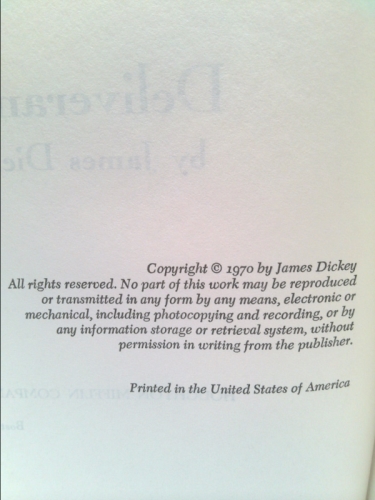 Copyright © 1970 by James Dickey
All rights reserved. No part of this work may be reproduced
or transmitted in any form by any means, electronic or
mechanical, including photocopying and recording, or by
any information storage or retrieval system, without
permission in writing from the publisher.
Printed in the United States of America